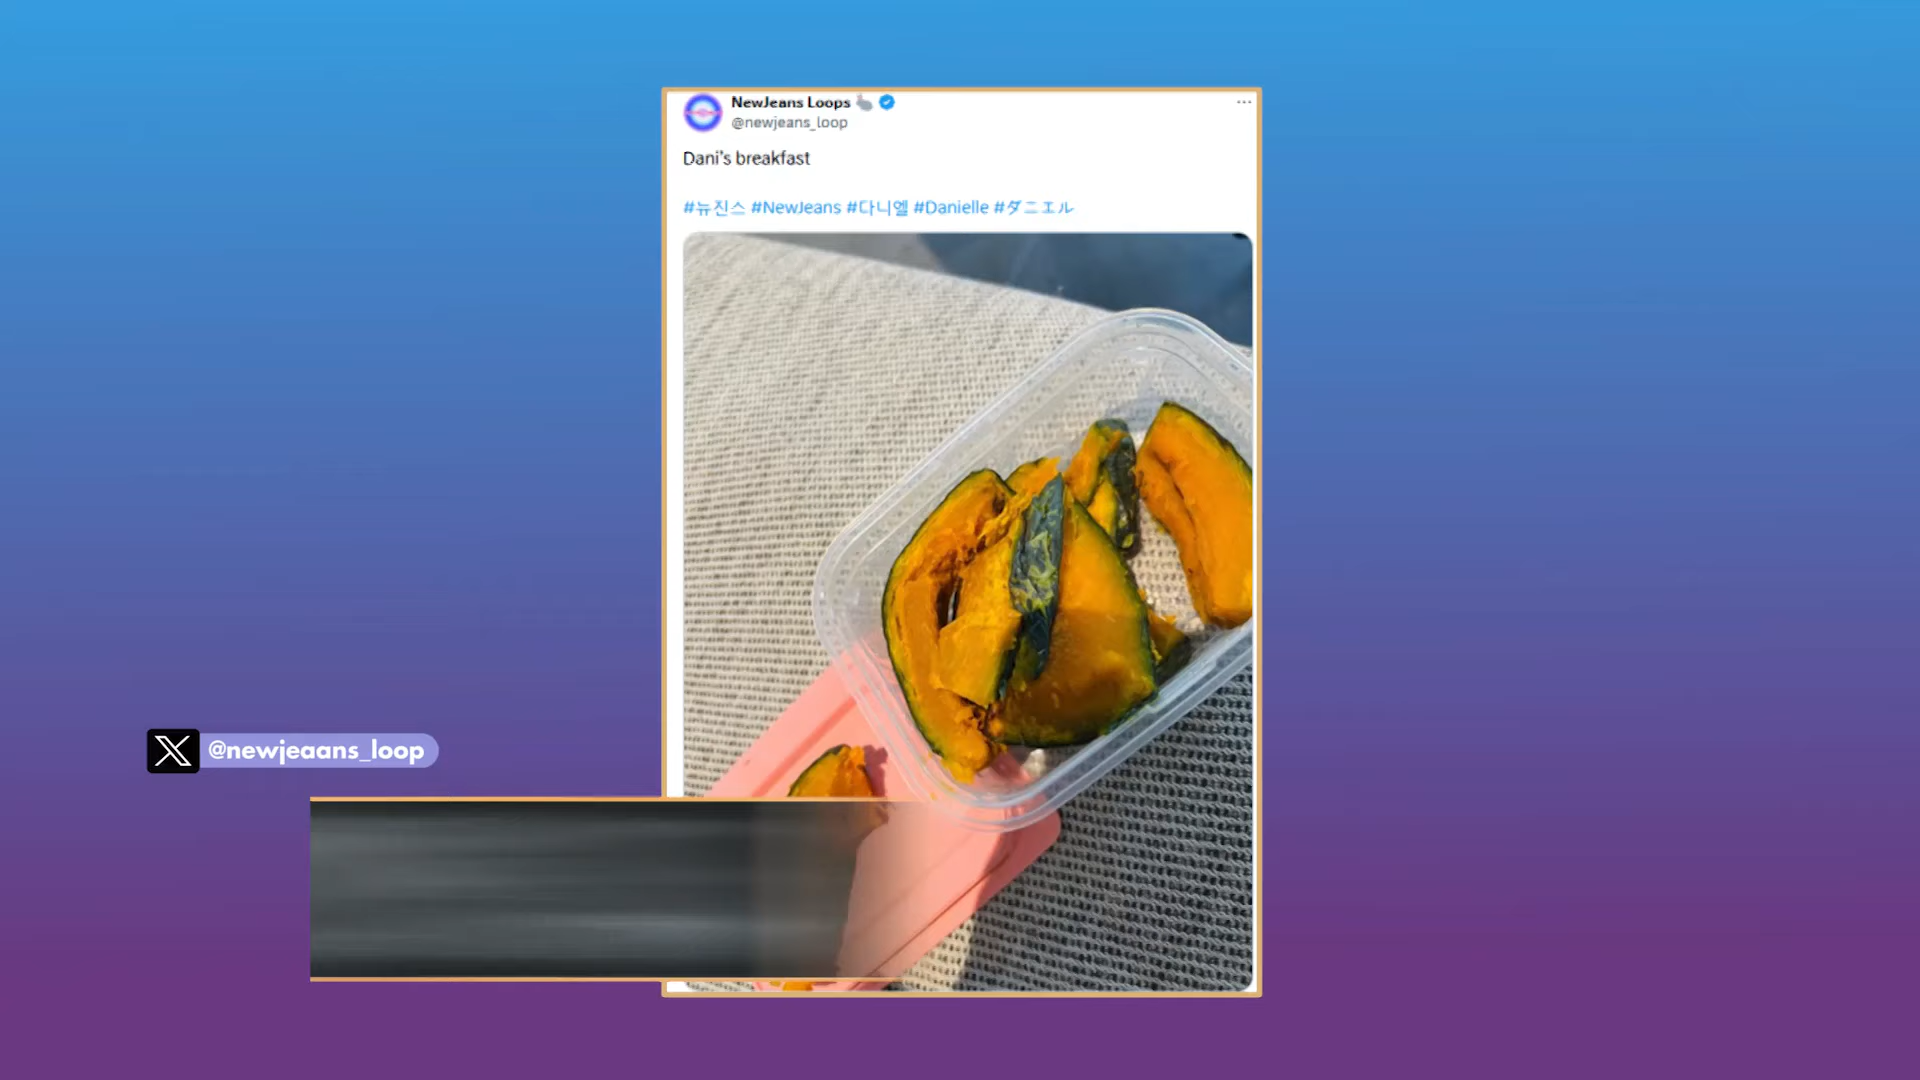 NewJeans Loops
@newjeans_loop
Dani's breakfast
#뉴진스 #NewJeans #다니엘 #Danielle #ダニエル
@newjeaans_loop